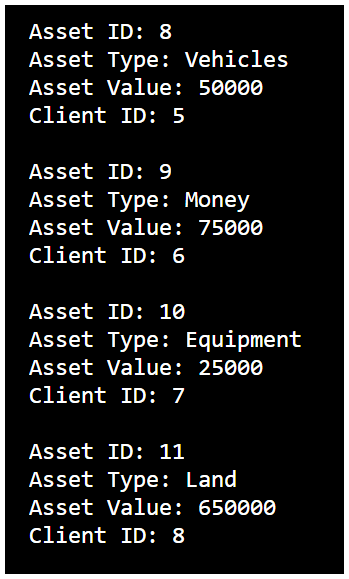 Asset ID: 8
Asset Type: Vehicles
Asset Value: 50000
Client ID: 5
Asset ID: 9
Asset Type: Money
Asset Value: 75000
Client ID: 6
Asset ID: 10
Asset Type: Equipment
Asset Value: 25000
Client ID: 7
Asset ID: 11
Asset Type: Land
Asset Value: 650000
Client ID: 8